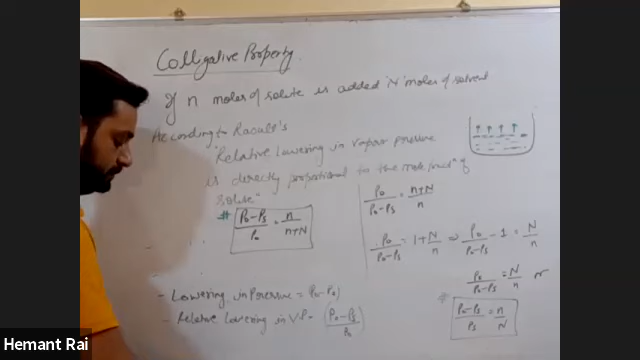 Colligative Property
If n moles of solute is added 'N' moles of solvent
According to Raoult's
"Relative lowering in vapour pressure
is directly proportional to the mole fract" of
solute"
# P₀-Pₛ/P₀ = n/n+N
- Lowering in Pressure = P₀-Pₛ)
- Relative lowering in V.P = (P₀-Pₛ/P₀)
P₀/P₀-Pₛ = n+N/n
P₀/P₀-Pₛ = 1+N/n ⇒ P₀/P₀-Pₛ - 1 = N/n
Pₛ/P₀-Pₛ = N/n or
# P₀-Pₛ/Pₛ = n/N
Hemant Rai